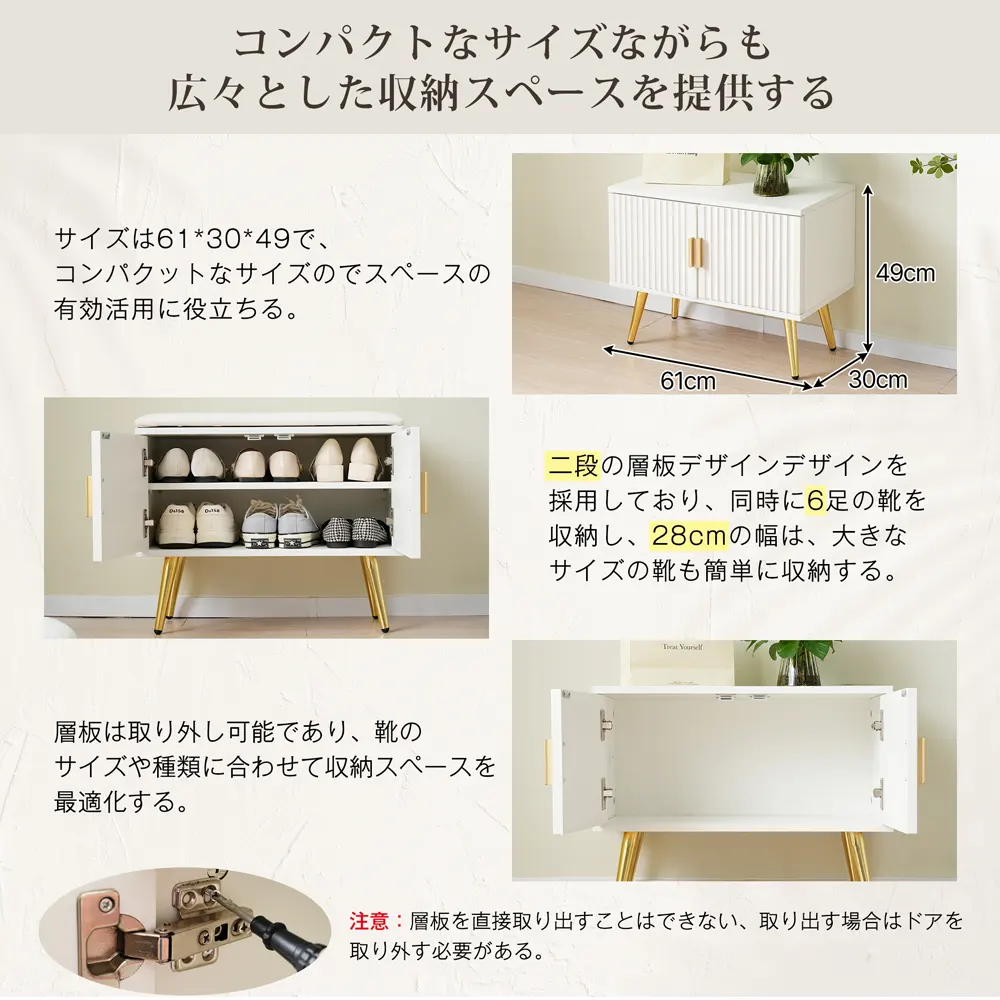 コンパクトなサイズながらも
広々とした収納スペースを提供する
サイズは61*30*49で、
コンパクットなサイズのでスペースの
有効活用に役立ちる。
49cm
61cm
30cm
二段の層板デザインデザインを
採用しており、同時に6足の靴を
収納し、28cmの幅は、大きな
サイズの靴も簡単に収納する。
Treat Yourself
層板は取り外し可能であり、靴の
サイズや種類に合わせて収納スペースを
最適化する。
注意：層板を直接取り出すことはできない、取り出す場合はドアを
取り外す必要がある。